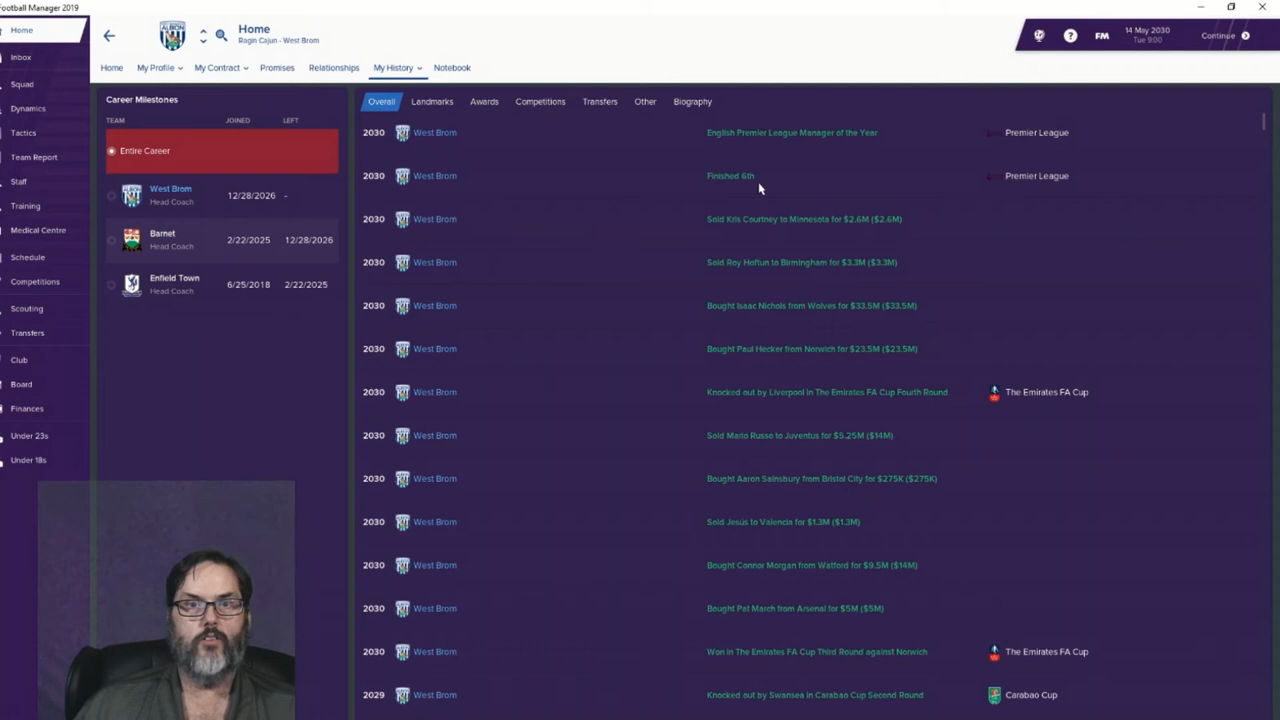 Football Manager 2019
Home
Ragin Cajun - West Brom
FM
14 May 2030
Tue 9:00
Continue
Home
My Profile
My Contract
Promises
Relationships
My History
Notebook
Home
Inbox
Squad
Dynamics
Tactics
Team Report
Staff
Training
Medical Centre
Schedule
Competitions
Scouting
Transfers
Club
Board
Finances
Under 23s
Under 18s
Career Milestones
TEAM JOINED LEFT
Entire Career
West Brom
Head Coach
12/28/2026 -
Barnet
Head Coach
2/22/2025 12/28/2026
Enfield Town
Head Coach
6/25/2018 2/22/2025
Overall Landmarks Awards Competitions Transfers Other Biography
2030 West Brom English Premier League Manager of the Year Premier League
2030 West Brom Finished 6th Premier League
2030 West Brom Sold Kris Courtney to Minnesota for $2.6M ($2.6M)
2030 West Brom Sold Roy Hoftun to Birmingham for $3.3M ($3.3M)
2030 West Brom Bought Isaac Nichols from Wolves for $33.5M ($33.5M)
2030 West Brom Bought Paul Hecker from Norwich for $23.5M ($23.5M)
2030 West Brom Knocked out by Liverpool in The Emirates FA Cup Fourth Round The Emirates FA Cup
2030 West Brom Sold Mario Russo to Juventus for $5.25M ($14M)
2030 West Brom Bought Aaron Sainsbury from Bristol City for $275K ($275K)
2030 West Brom Sold Jesús to Valencia for $1.3M ($1.3M)
2030 West Brom Bought Connor Morgan from Watford for $9.5M ($14M)
2030 West Brom Bought Pat March from Arsenal for $5M ($5M)
2030 West Brom Won in The Emirates FA Cup Third Round against Norwich The Emirates FA Cup
2029 West Brom Knocked out by Swansea in Carabao Cup Second Round Carabao Cup